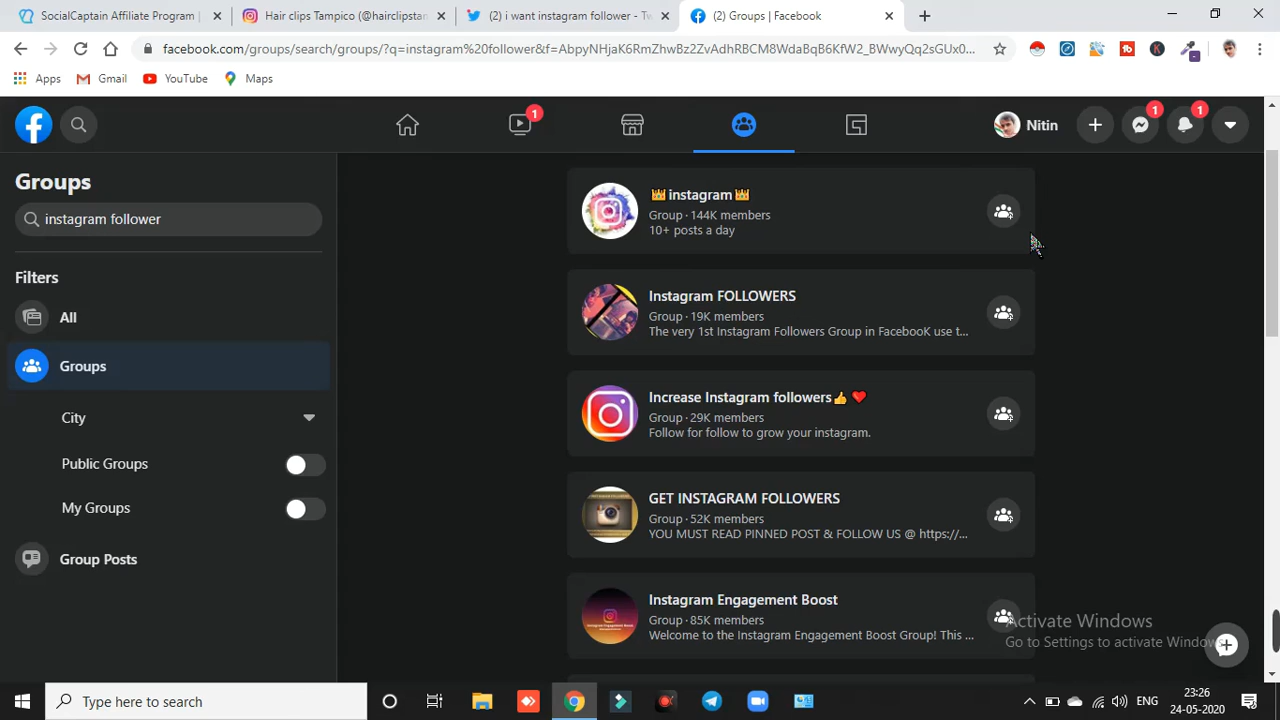 SocialCaptain Affiliate Program |
Hair clips Tampico (@hairclipstan
(2) i want instagram follower - Tw
(2) Groups | Facebook
facebook.com/groups/search/groups/?q=instagram%20follower&f=AbpyNHjaK6RmZhwBz2ZvAdhRBCM8WdaBqB6KfW2_BWwyQq2sGUx0...
Apps
Gmail
YouTube
Maps
1
Nitin
1
1
Groups
instagram follower
Filters
All
Groups
City
Public Groups
My Groups
Group Posts
👑 instagram 👑
Group · 144K members
10+ posts a day
Instagram FOLLOWERS
Group · 19K members
The very 1st Instagram Followers Group in FacebooK use t...
Increase Instagram followers👍 ❤️
Group · 29K members
Follow for follow to grow your instagram.
GET INSTAGRAM FOLLOWERS
Group · 52K members
YOU MUST READ PINNED POST & FOLLOW US @ https://...
Instagram Engagement Boost
Group · 85K members
Welcome to the Instagram Engagement Boost Group! This ...
Activate Windows
Go to Settings to activate Windows.
Type here to search
ENG
23:26
24-05-2020